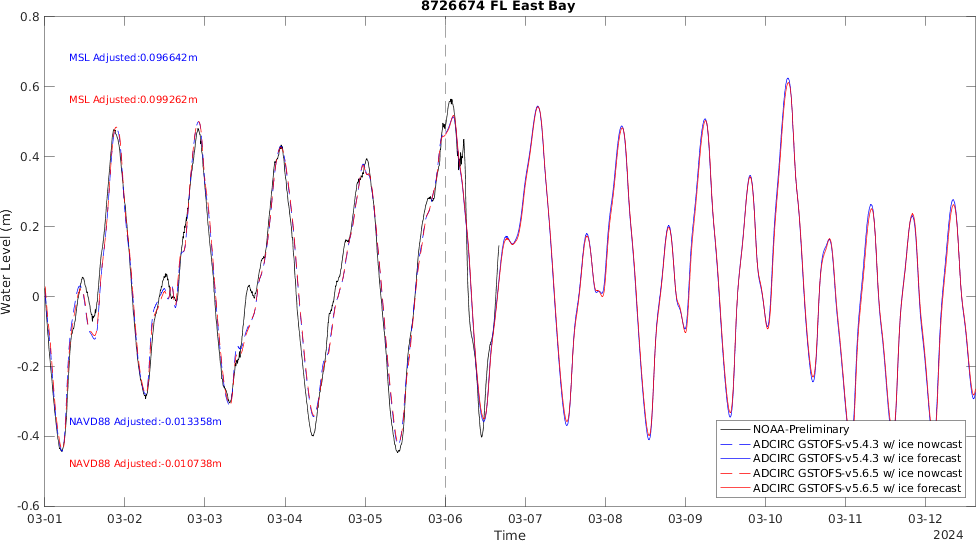 8726674 FL East Bay
0.8
MSL Adjusted:0.096642m
0.6
MSL Adjusted:0.099262m
0.4
0.2
Water Level (m)
0
-0.2
NAVD88 Adjusted:-0.013358m
-0.4
NAVD88 Adjusted:-0.010738m
-0.6
NOAA-Preliminary
ADCIRC GSTOFS-v5.4.3 w/ ice nowcast
ADCIRC GSTOFS-v5.4.3 w/ ice forecast
ADCIRC GSTOFS-v5.6.5 w/ ice nowcast
ADCIRC GSTOFS-v5.6.5 w/ ice forecast
03-01 03-02 03-03 03-04 03-05 03-06 03-07 03-08 03-09 03-10 03-11 03-12
Time
2024